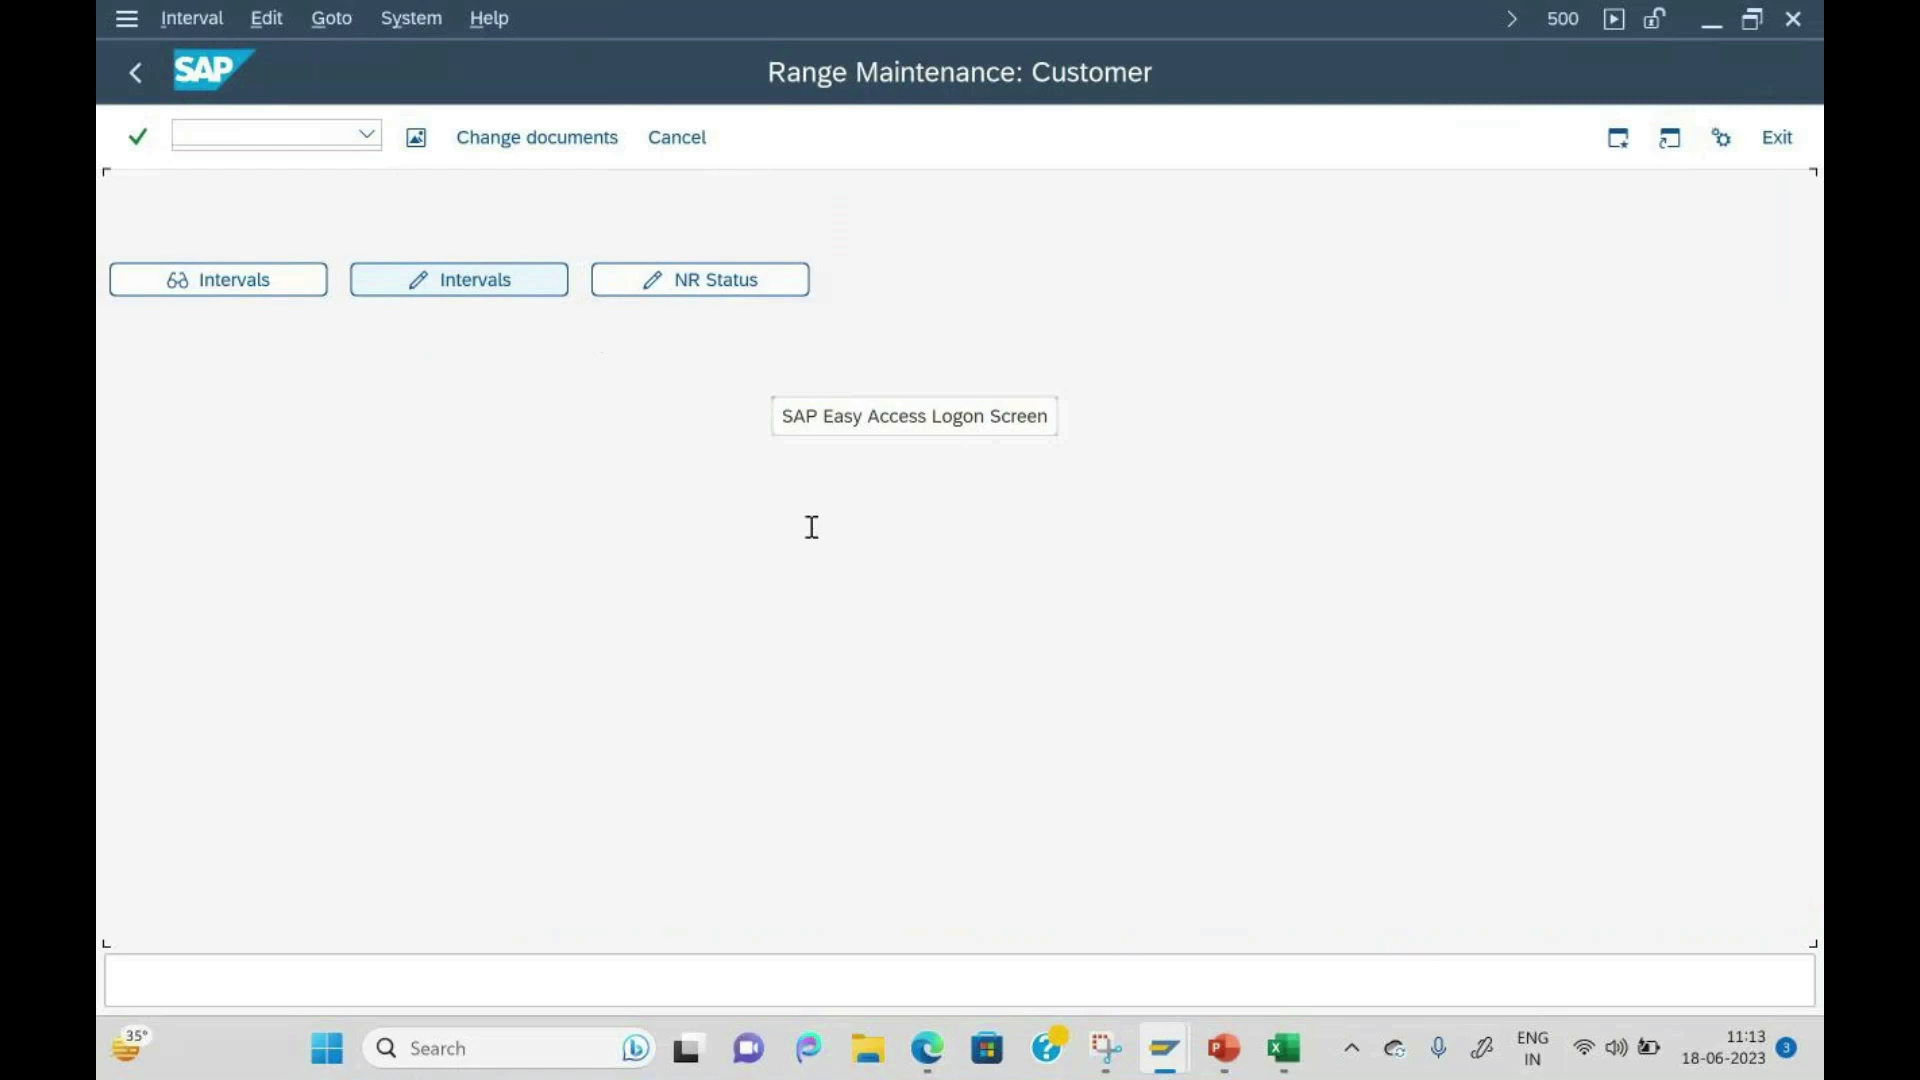 Interval Edit Goto System Help 500
SAP Range Maintenance: Customer
Change documents Cancel Exit
Intervals Intervals NR Status
SAP Easy Access Logon Screen
35°
Search
ENG
IN
11:13
18-06-2023
3